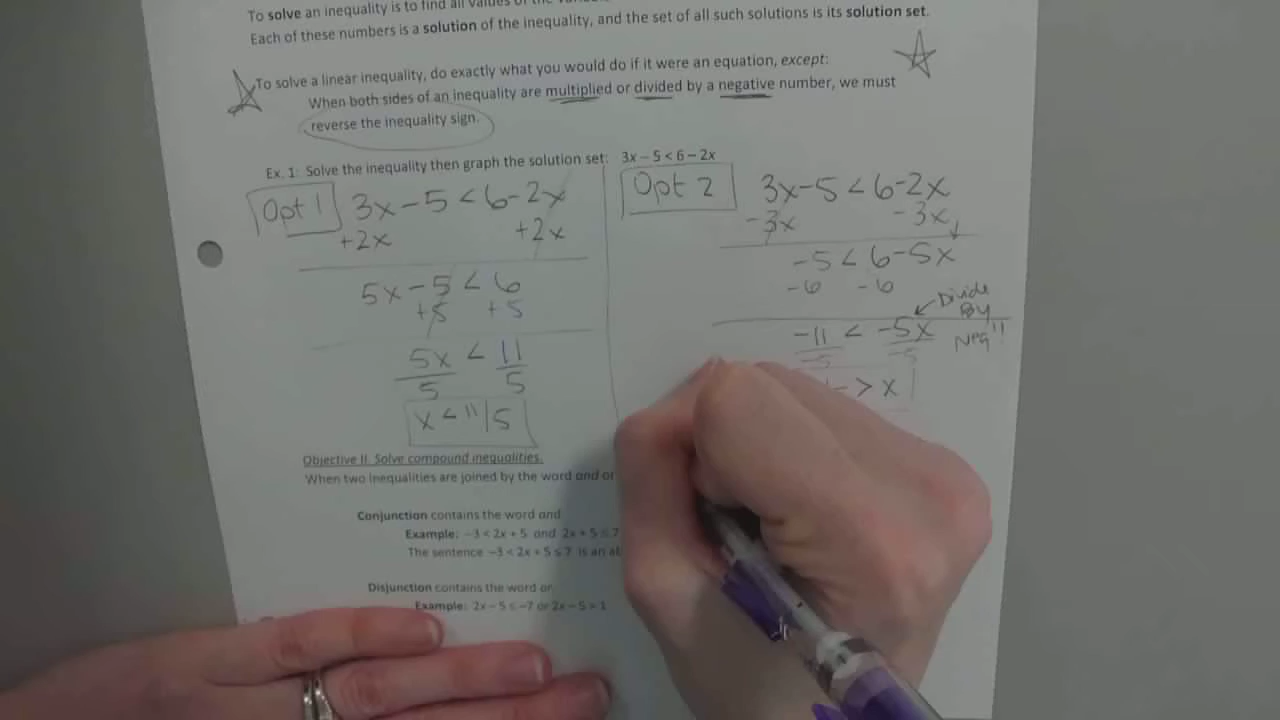 To solve an inequality is to find all values of the
Each of these numbers is a solution of the inequality, and the set of all such solutions is its solution set.
To solve a linear inequality, do exactly what you would do if it were an equation, except:
When both sides of an inequality are multiplied or divided by a negative number, we must
reverse the inequality sign.
Ex. 1: Solve the inequality then graph the solution set: 3x – 5 < 6 – 2x
Opt 1
3x - 5 < 6 - 2x
+2x +2x
5x - 5 < 6
+5 +5
5x < 11
5 5
x < 11/5
Opt 2
3x - 5 < 6 - 2x
-3x -3x
-5 < 6 - 5x
-6 -6
Divide
By
Neg"
-11 < -5x
-5 -5
> x
Objective II. Solve compound inequalities.
When two inequalities are joined by the word and or
Conjunction contains the word and
Example: −3 < 2x + 5 and 2x + 5 ≤ 7
The sentence −3 < 2x + 5 ≤ 7 is an
Disjunction contains the word or
Example: 2x – 5 ≤ −7 or 2x – 5 > 1